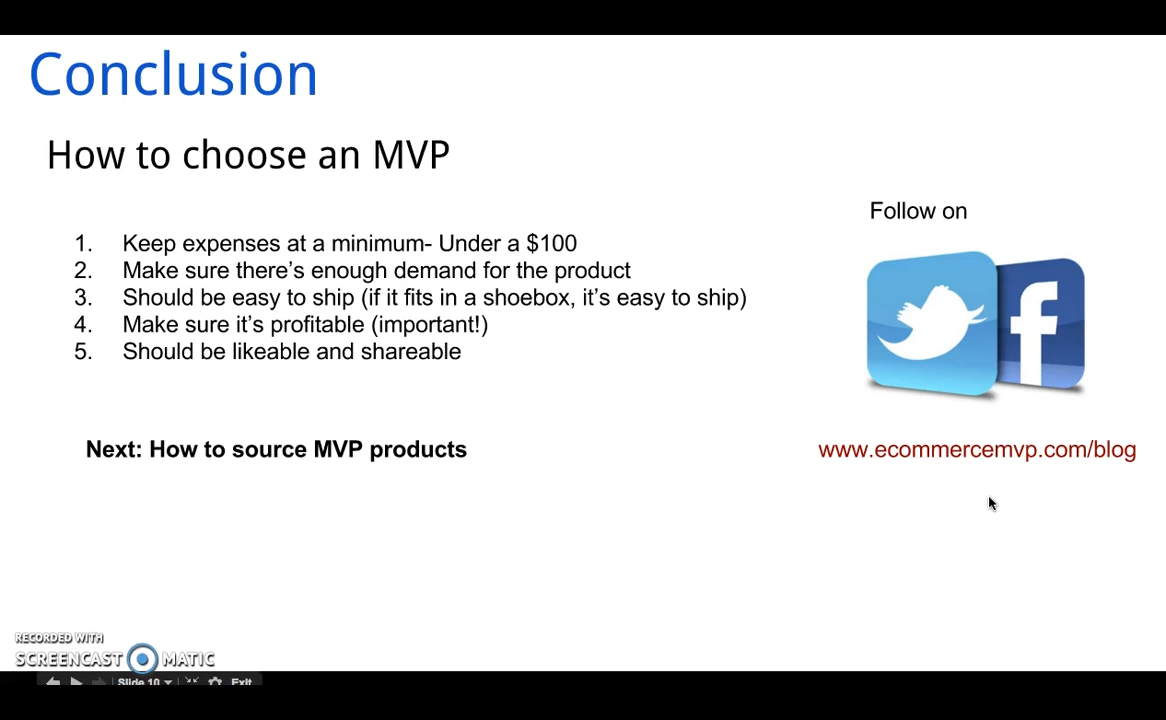 Conclusion
How to choose an MVP
Follow on
1. Keep expenses at a minimum- Under a $100
2. Make sure there's enough demand for the product
3. Should be easy to ship (if it fits in a shoebox, it's easy to ship)
4. Make sure it's profitable (important!)
5. Should be likeable and shareable
f
Next: How to source MVP products
www.ecommercemvp.com/blog
RECORDED WITH
SCREENCAST MATIC
Slide 10 Exit